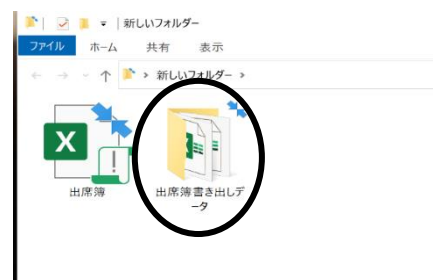 新しいフォルダー
ファイル ホーム 共有 表示
新しいフォルダー
出席簿
出席簿書き出しデ
ータ